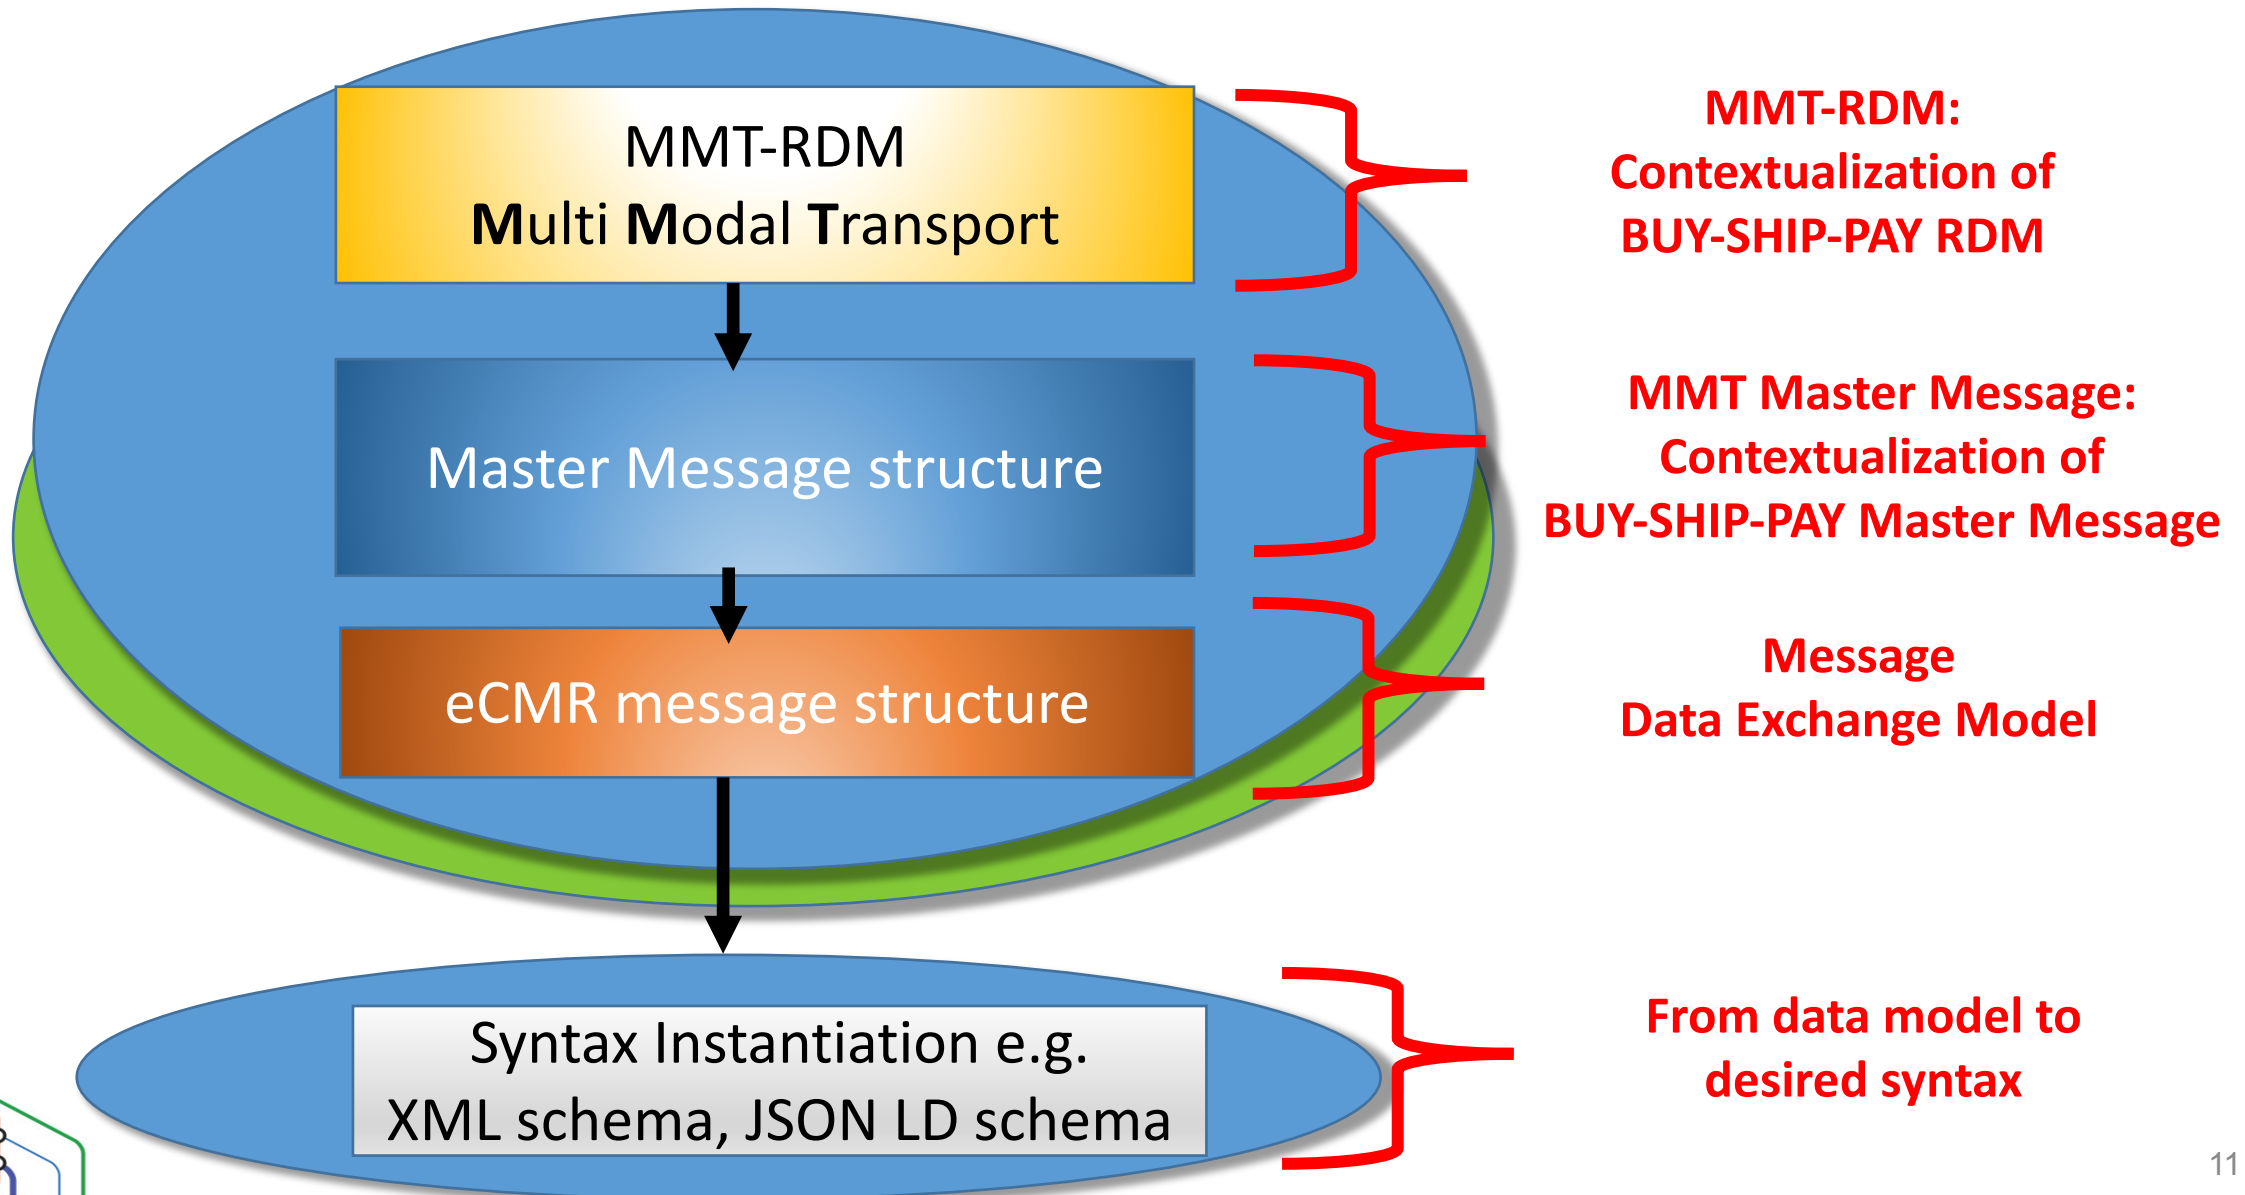 MMT-RDM
Multi Modal Transport
MMT-RDM:
Contextualization of
BUY-SHIP-PAY RDM
Master Message structure
MMT Master Message:
Contextualization of
BUY-SHIP-PAY Master Message
eCMR message structure
Message
Data Exchange Model
Syntax Instantiation e.g.
XML schema, JSON LD schema
From data model to
desired syntax
11